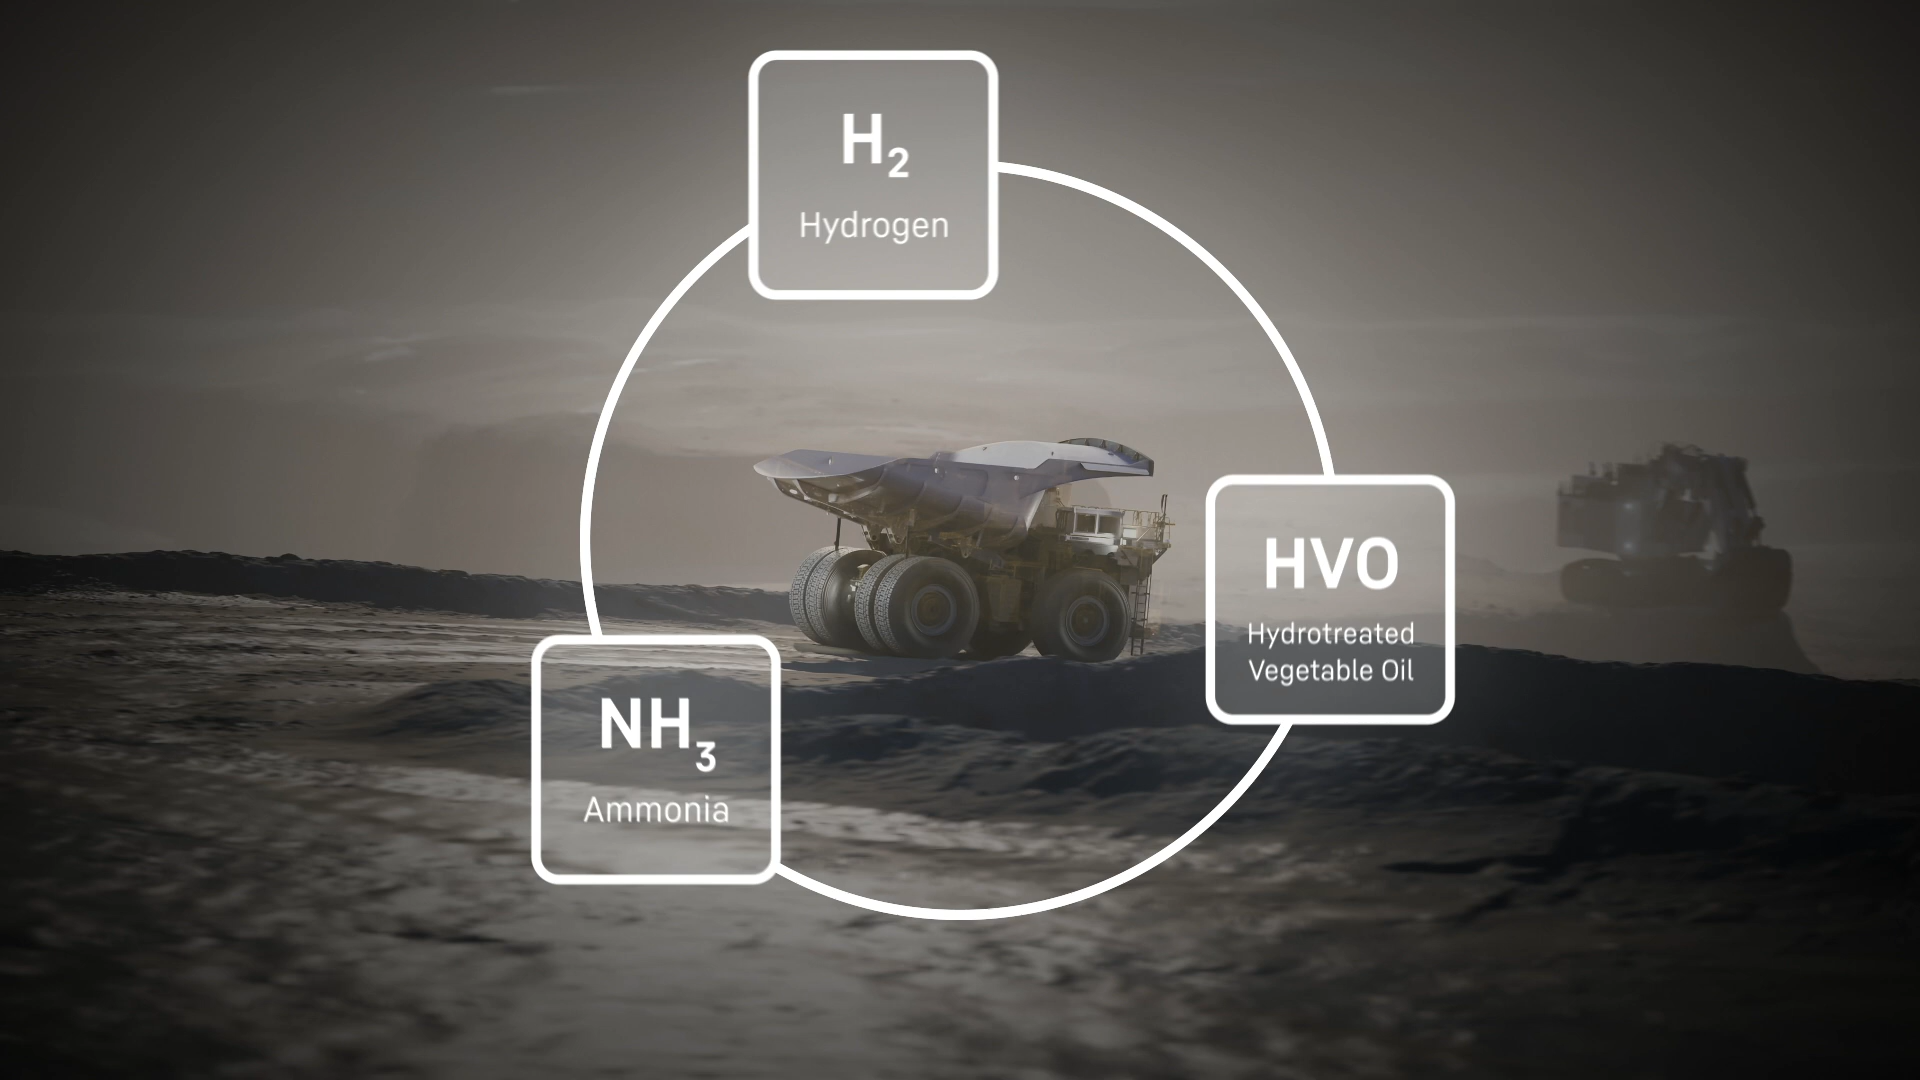 H₂
Hydrogen
HVO
Hydrotreated
Vegetable Oil
NH₃
Ammonia